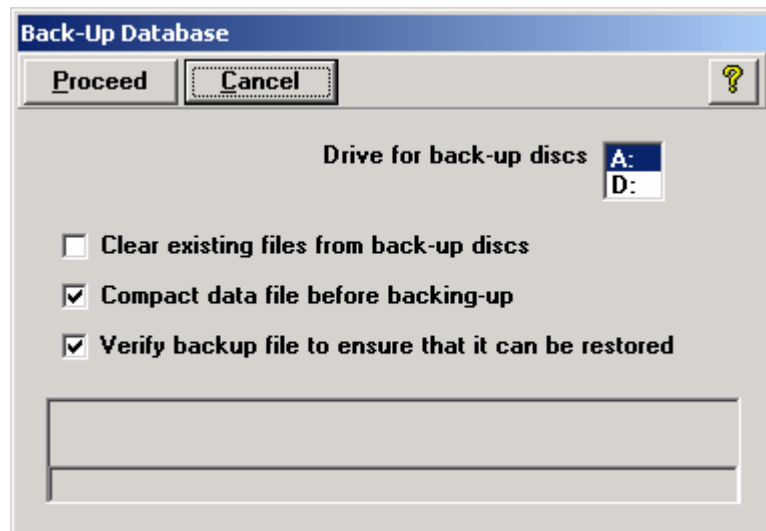 Back-Up Database
Proceed Cancel ?
Drive for back-up discs A:
D:
Clear existing files from back-up discs
Compact data file before backing-up
Verify backup file to ensure that it can be restored